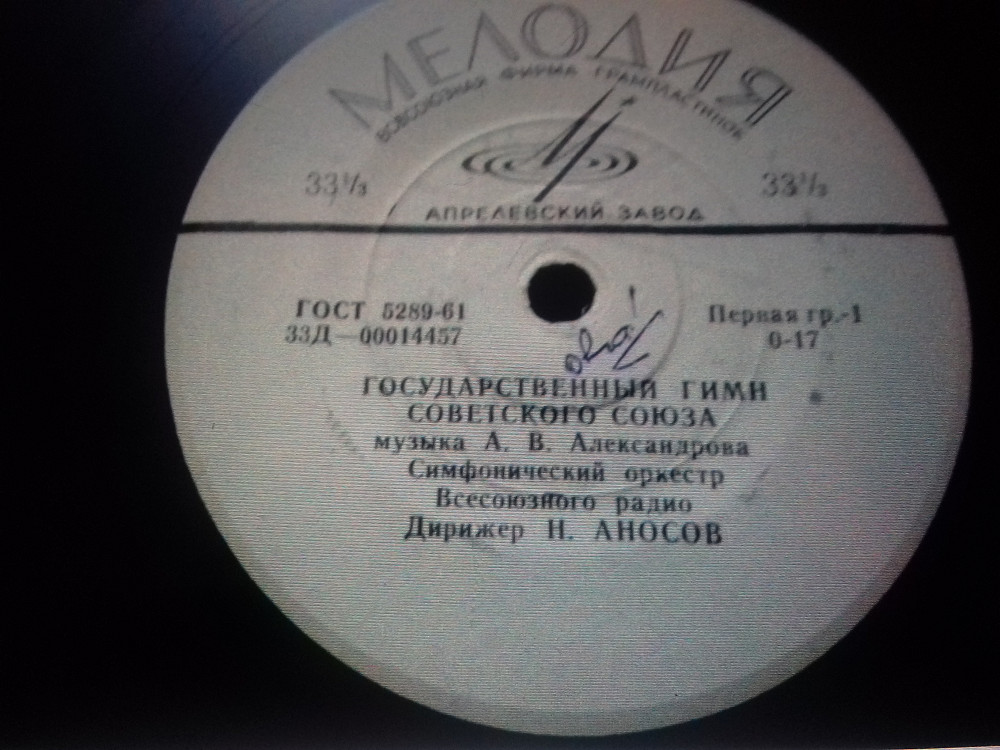 МЕЛОДИЯ
ВСЕСОЮЗНАЯ ФИРМА ГРАМПЛАСТИНОК
33⅓ 33⅓
АПРЕЛЕВСКИЙ ЗАВОД
ГОСТ 5289-61 Первая гр.-1
33Д—00014457 0-17
ГОСУДАРСТВЕННЫЙ ГИМН
СОВЕТСКОГО СОЮЗА
музыка А. В. Александрова
Симфонический оркестр
Всесоюзного радио
Дирижер Н. АНОСОВ